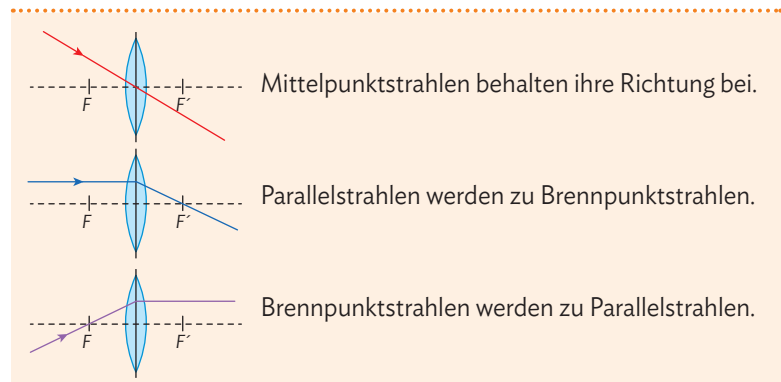 Mittelpunktstrahlen behalten ihre Richtung bei.
F F´
Parallelstrahlen werden zu Brennpunktstrahlen.
F F´
Brennpunktstrahlen werden zu Parallelstrahlen.
F F´